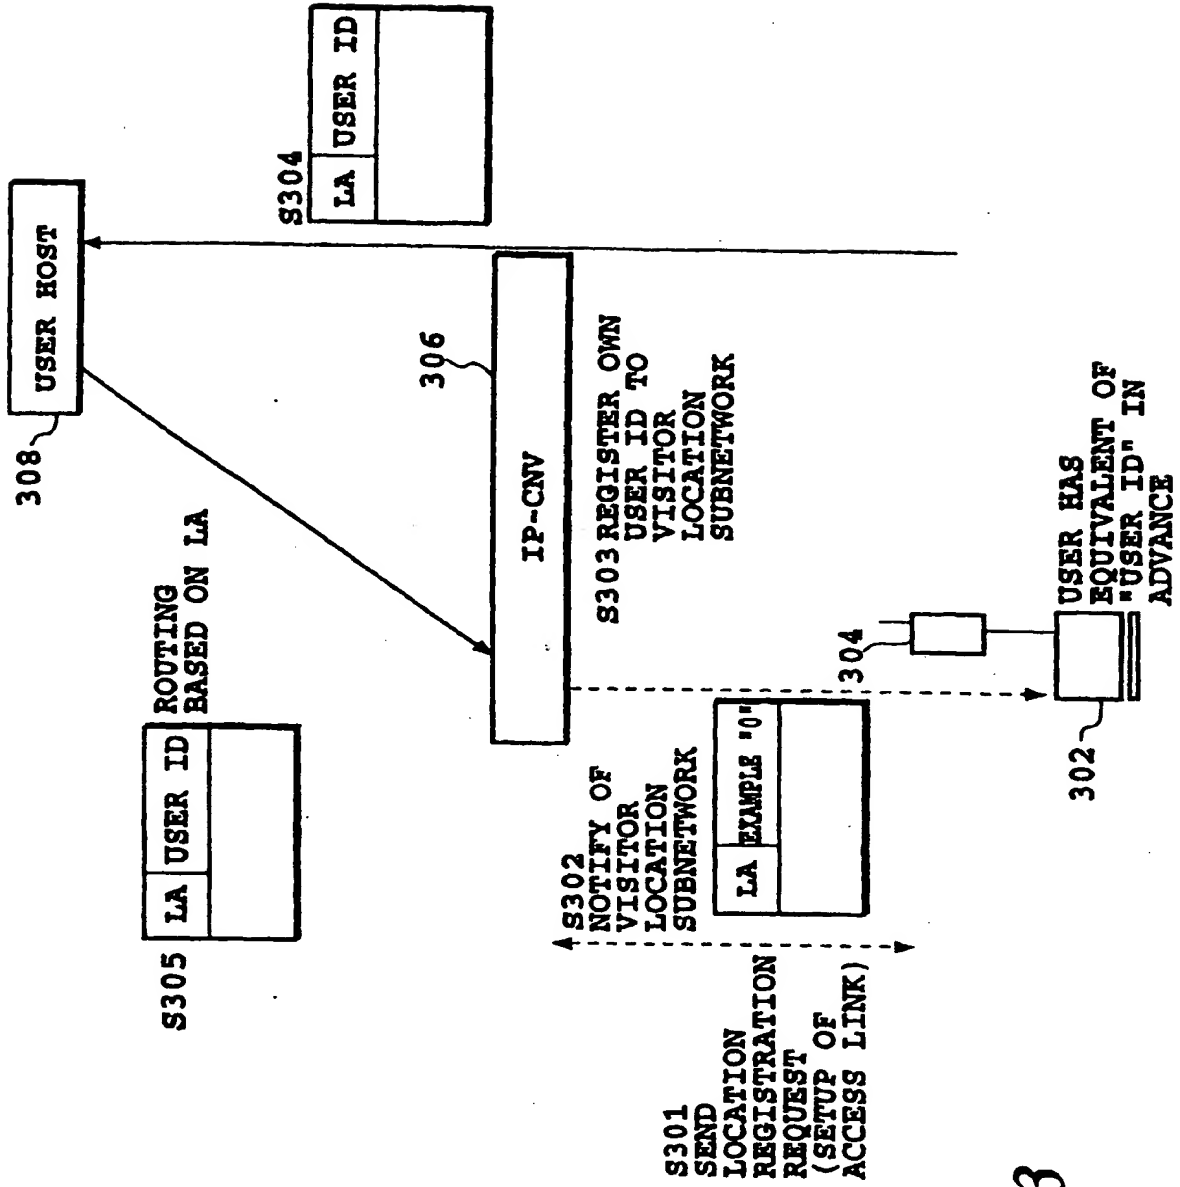 USER HOST
308
S304
LA USER ID
S305
LA USER ID
ROUTING
BASED ON LA
306
IP-CNV
S301
SEND
LOCATION
REGISTRATION
REQUEST
(SETUP OF
ACCESS LINK)
S302
NOTIFY OF
VISITOR
LOCATION
SUBNETWORK
LA EXAMPLE "0"
S303 REGISTER OWN
USER ID TO
VISITOR
LOCATION
SUBNETWORK
304
302
USER HAS
EQUIVALENT OF
"USER ID" IN
ADVANCE
3